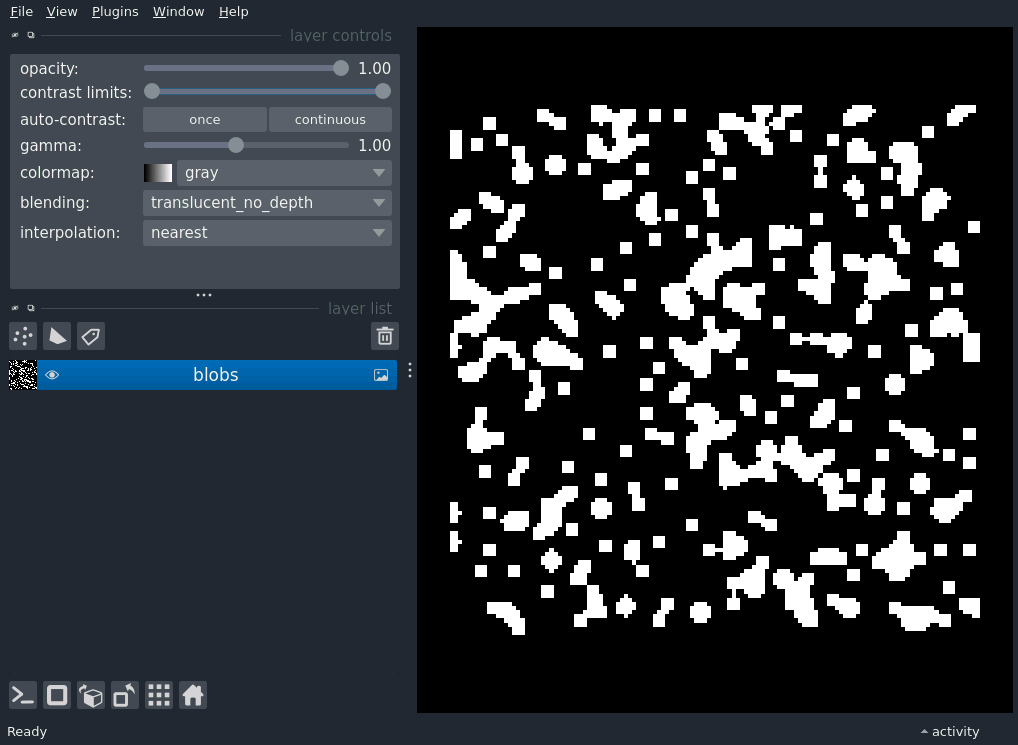 File View Plugins Window Help
layer controls
opacity: 1.00
contrast limits:
auto-contrast: once continuous
gamma: 1.00
colormap: gray
blending: translucent_no_depth
interpolation: nearest
layer list
blobs
Ready activity